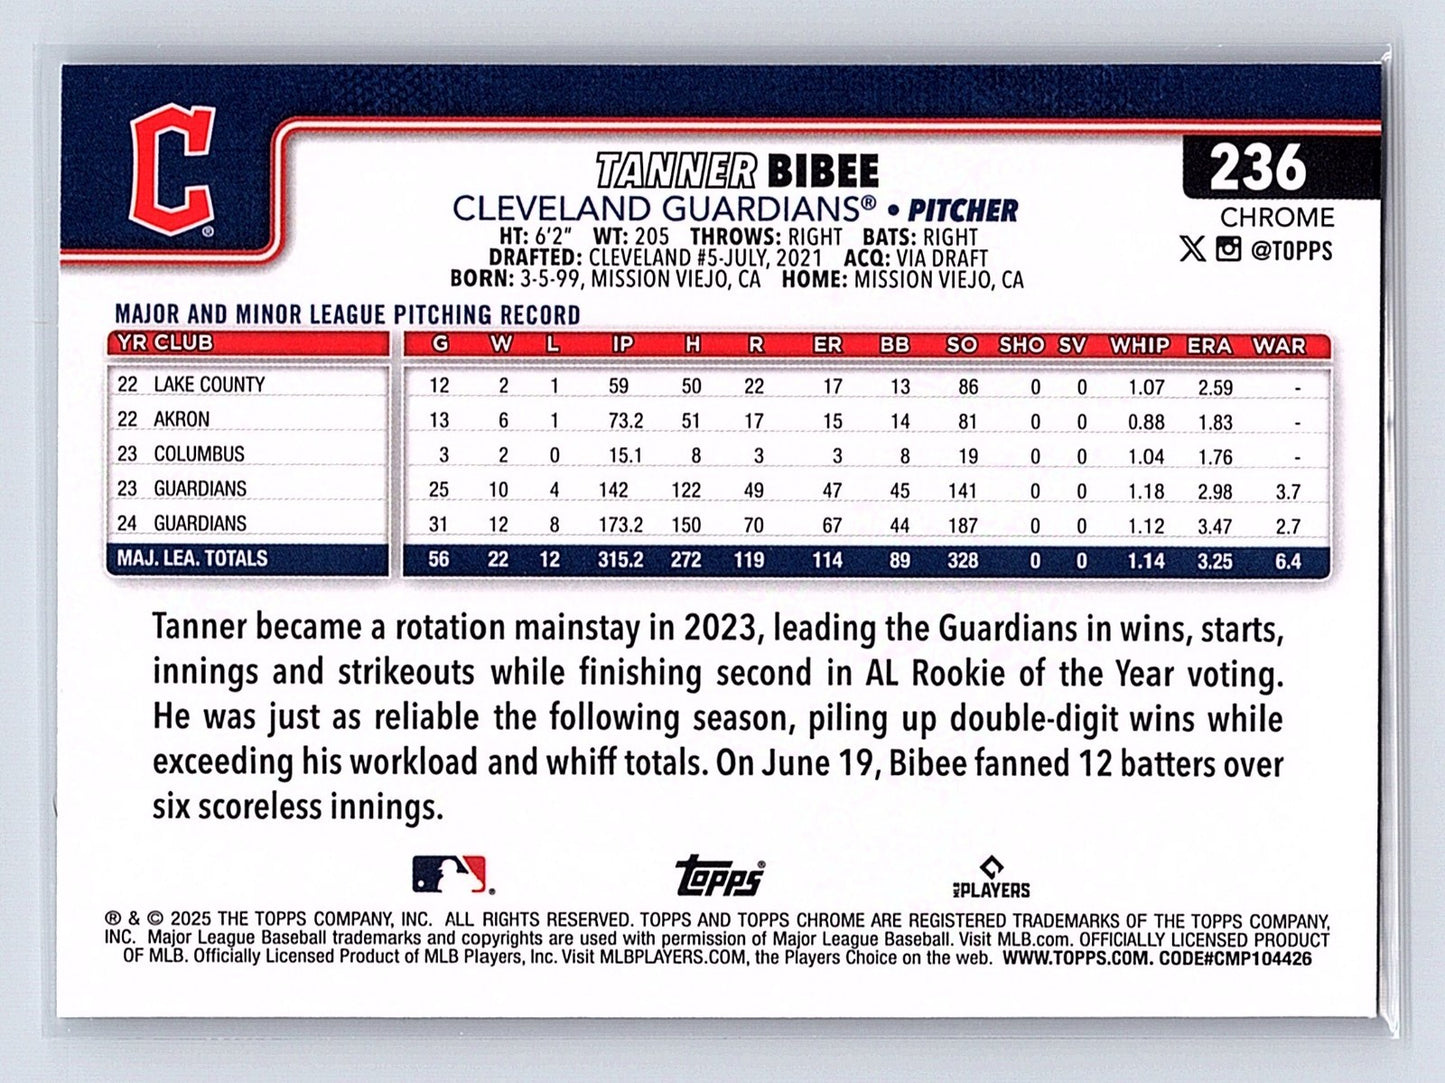 C ®
TANNER BIBEE
236
CLEVELAND GUARDIANS® • PITCHER
CHROME
HT: 6'2" WT: 205 THROWS: RIGHT BATS: RIGHT
@TOPPS
DRAFTED: CLEVELAND #5-JULY, 2021 ACQ: VIA DRAFT
BORN: 3-5-99, MISSION VIEJO, CA HOME: MISSION VIEJO, CA
MAJOR AND MINOR LEAGUE PITCHING RECORD
YR CLUB G W L IP H R ER BB SO SHO SV WHIP ERA WAR
22 LAKE COUNTY 12 2 1 59 50 22 17 13 86 0 0 1.07 2.59 -
22 AKRON 13 6 1 73.2 51 17 15 14 81 0 0 0.88 1.83 -
23 COLUMBUS 3 2 0 15.1 8 3 3 8 19 0 0 1.04 1.76 -
23 GUARDIANS 25 10 4 142 122 49 47 45 141 0 0 1.18 2.98 3.7
24 GUARDIANS 31 12 8 173.2 150 70 67 44 187 0 0 1.12 3.47 2.7
MAJ. LEA. TOTALS 56 22 12 315.2 272 119 114 89 328 0 0 1.14 3.25 6.4
Tanner became a rotation mainstay in 2023, leading the Guardians in wins, starts,
innings and strikeouts while finishing second in AL Rookie of the Year voting.
He was just as reliable the following season, piling up double-digit wins while
exceeding his workload and whiff totals. On June 19, Bibee fanned 12 batters over
six scoreless innings.
topps®
MLB PLAYERS
® & © 2025 THE TOPPS COMPANY, INC. ALL RIGHTS RESERVED. TOPPS AND TOPPS CHROME ARE REGISTERED TRADEMARKS OF THE TOPPS COMPANY,
INC. Major League Baseball trademarks and copyrights are used with permission of Major League Baseball. Visit MLB.com. OFFICIALLY LICENSED PRODUCT
OF MLB. Officially Licensed Product of MLB Players, Inc. Visit MLBPLAYERS.COM, the Players Choice on the web. WWW.TOPPS.COM. CODE#CMP104426